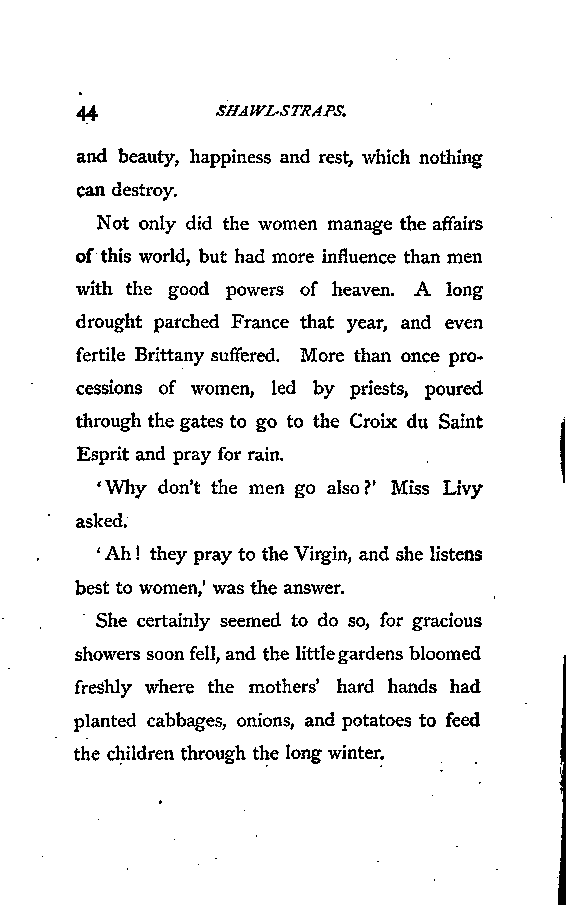 44 SHAWL-STRAPS.
and beauty, happiness and rest, which nothing
can destroy.
Not only did the women manage the affairs
of this world, but had more influence than men
with the good powers of heaven. A long
drought parched France that year, and even
fertile Brittany suffered. More than once pro-
cessions of women, led by priests, poured
through the gates to go to the Croix du Saint
Esprit and pray for rain.
‘Why don't the men go also?’ Miss Livy
asked.
‘Ah! they pray to the Virgin, and she listens
best to women,’ was the answer.
She certainly seemed to do so, for gracious
showers soon fell, and the little gardens bloomed
freshly where the mothers' hard hands had
planted cabbages, onions, and potatoes to feed
the children through the long winter.